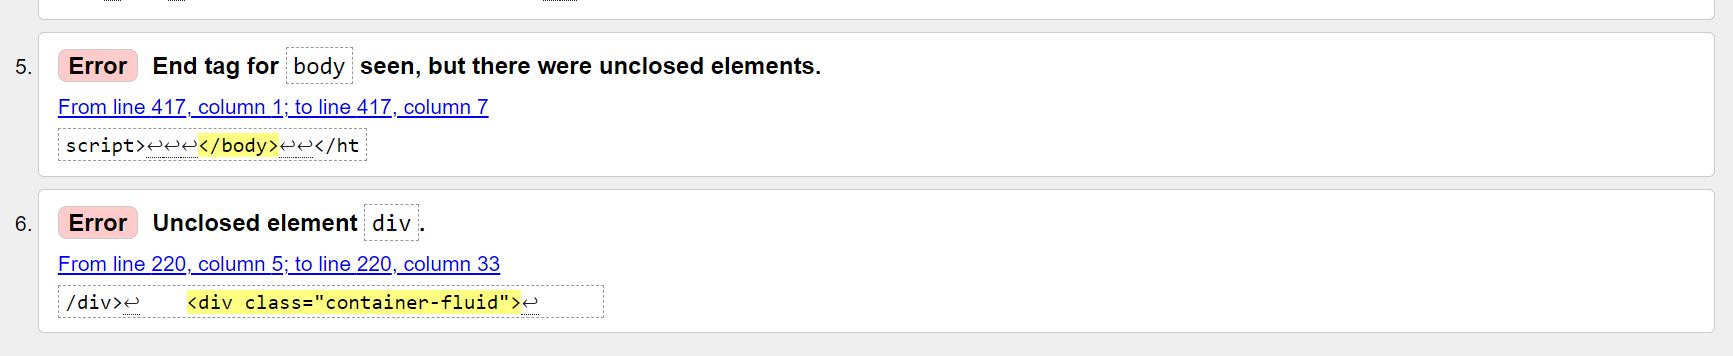 5. Error End tag for body seen, but there were unclosed elements.
From line 417, column 1; to line 417, column 7
script>↩↩↩</body>↩↩</ht
6. Error Unclosed element div.
From line 220, column 5; to line 220, column 33
/div>↩    <div class="container-fluid">↩